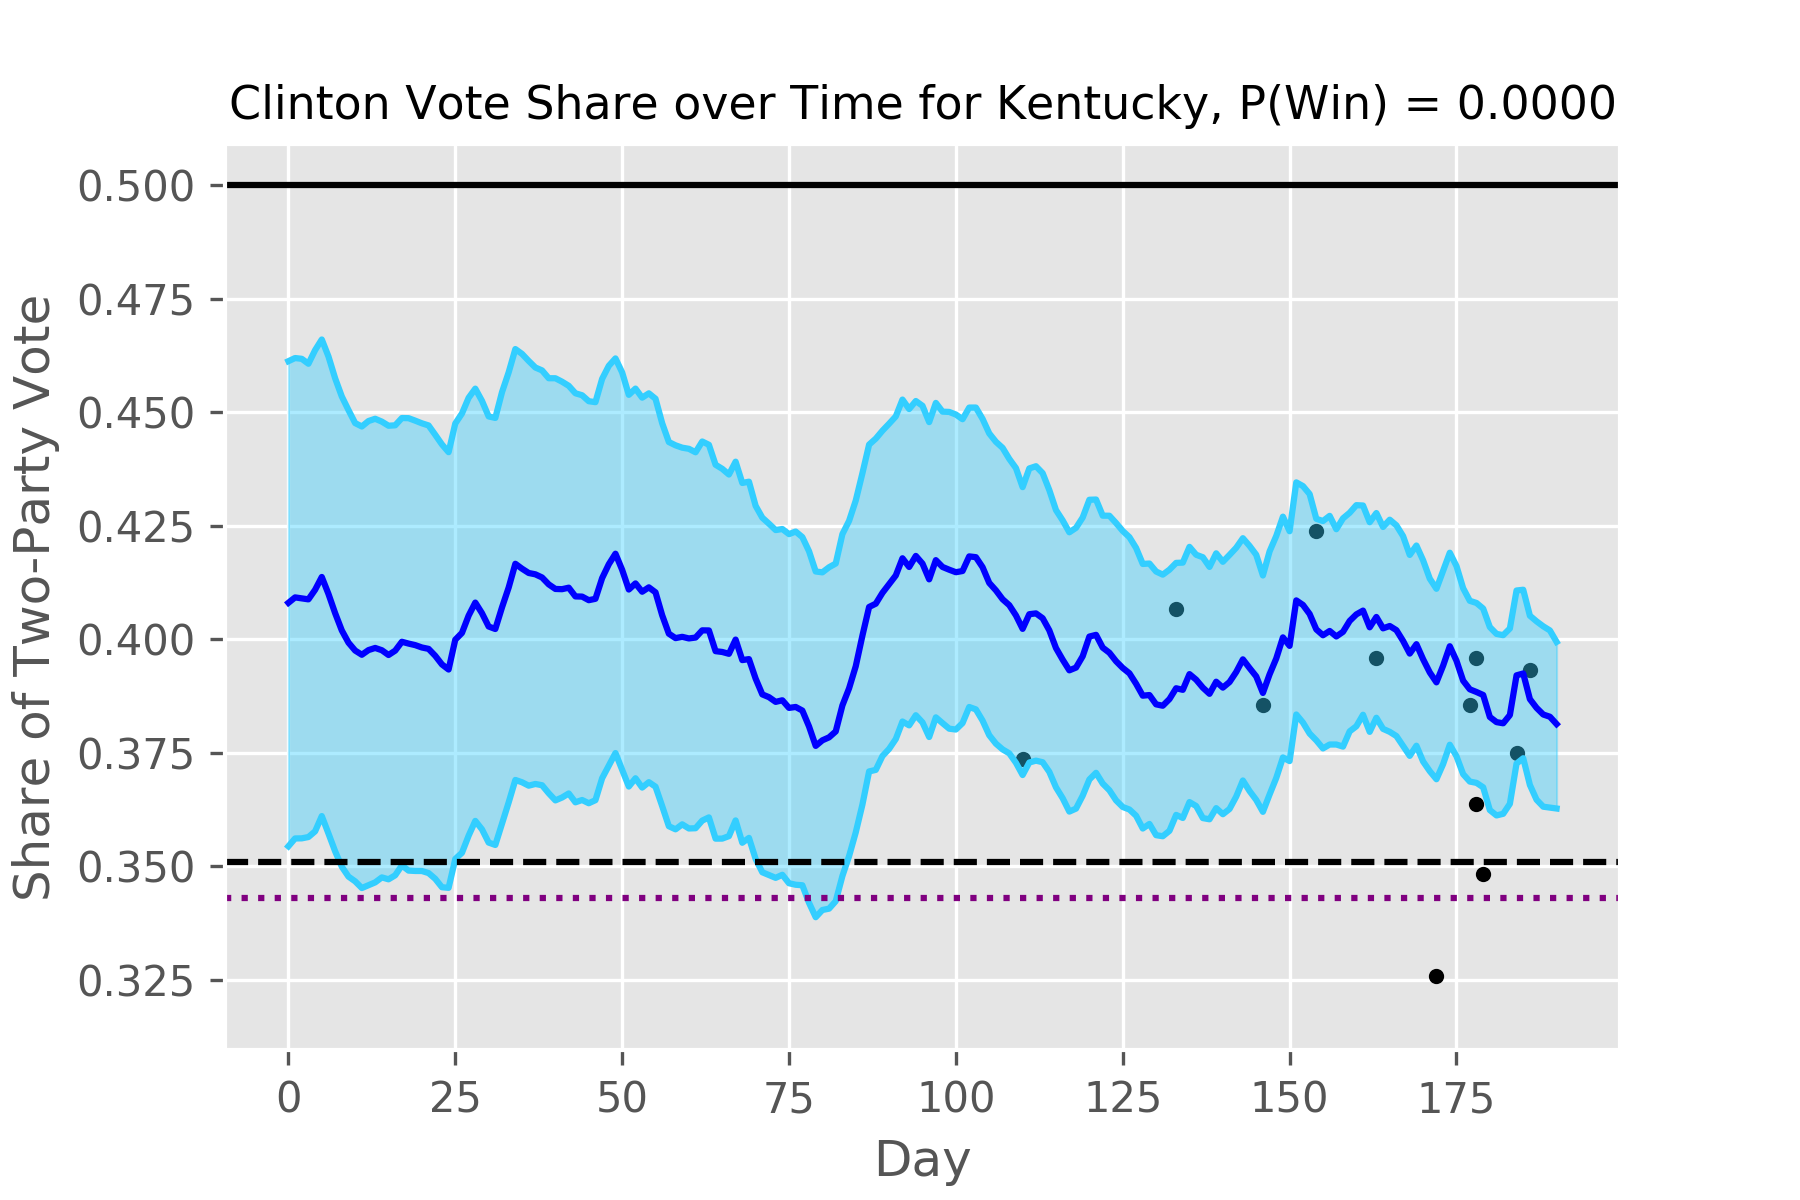 Clinton Vote Share over Time for Kentucky, P(Win) = 0.0000
Share of Two-Party Vote
0.500
0.475
0.450
0.425
0.400
0.375
0.350
0.325
0 25 50 75 100 125 150 175
Day